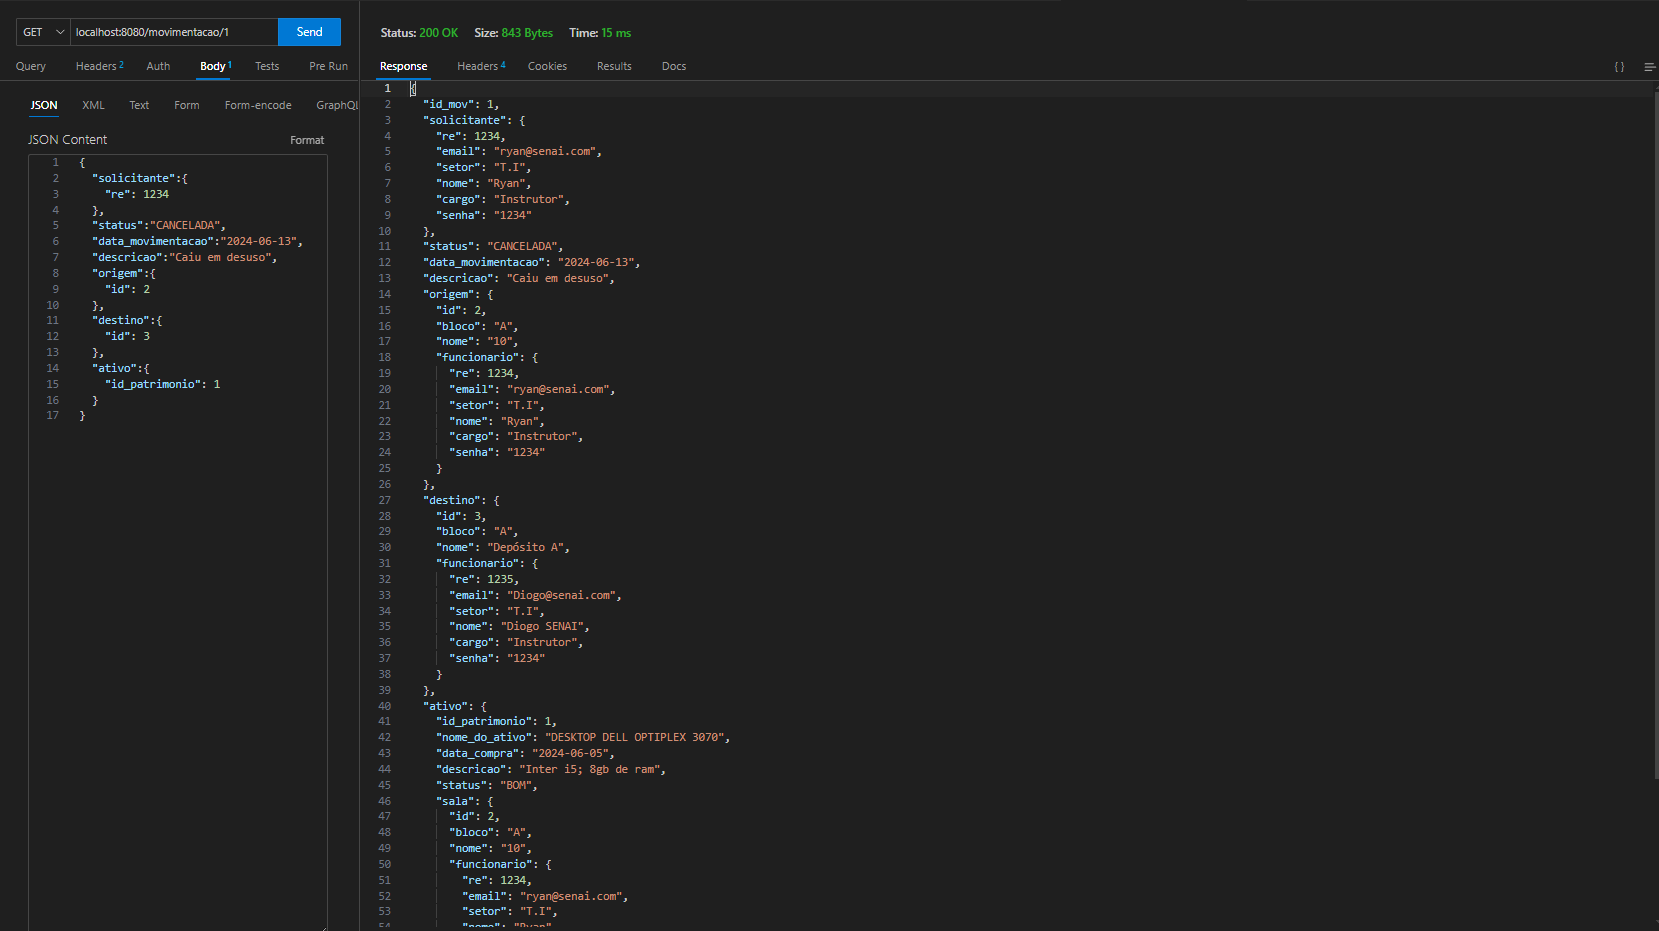 GET localhost:8080/movimentacao/1 Send
Query Headers 2 Auth Body 1 Tests Pre Run
JSON XML Text Form Form-encode GraphQL
JSON Content Format
1 {
2 "solicitante":{
3 "re": 1234
4 },
5 "status":"CANCELADA",
6 "data_movimentacao":"2024-06-13",
7 "descricao":"Caiu em desuso",
8 "origem":{
9 "id": 2
10 },
11 "destino":{
12 "id": 3
13 },
14 "ativo":{
15 "id_patrimonio": 1
16 }
17 }
Status: 200 OK Size: 843 Bytes Time: 15 ms
Response Headers 4 Cookies Results Docs { }
1 {
2 "id_mov": 1,
3 "solicitante": {
4 "re": 1234,
5 "email": "ryan@senai.com",
6 "setor": "T.I",
7 "nome": "Ryan",
8 "cargo": "Instrutor",
9 "senha": "1234"
10 },
11 "status": "CANCELADA",
12 "data_movimentacao": "2024-06-13",
13 "descricao": "Caiu em desuso",
14 "origem": {
15 "id": 2,
16 "bloco": "A",
17 "nome": "10",
18 "funcionario": {
19 "re": 1234,
20 "email": "ryan@senai.com",
21 "setor": "T.I",
22 "nome": "Ryan",
23 "cargo": "Instrutor",
24 "senha": "1234"
25 }
26 },
27 "destino": {
28 "id": 3,
29 "bloco": "A",
30 "nome": "Depósito A",
31 "funcionario": {
32 "re": 1235,
33 "email": "Diogo@senai.com",
34 "setor": "T.I",
35 "nome": "Diogo SENAI",
36 "cargo": "Instrutor",
37 "senha": "1234"
38 }
39 },
40 "ativo": {
41 "id_patrimonio": 1,
42 "nome_do_ativo": "DESKTOP DELL OPTIPLEX 3070",
43 "data_compra": "2024-06-05",
44 "descricao": "Inter i5; 8gb de ram",
45 "status": "BOM",
46 "sala": {
47 "id": 2,
48 "bloco": "A",
49 "nome": "10",
50 "funcionario": {
51 "re": 1234,
52 "email": "ryan@senai.com",
53 "setor": "T.I",
54 "nome": "Ryan"